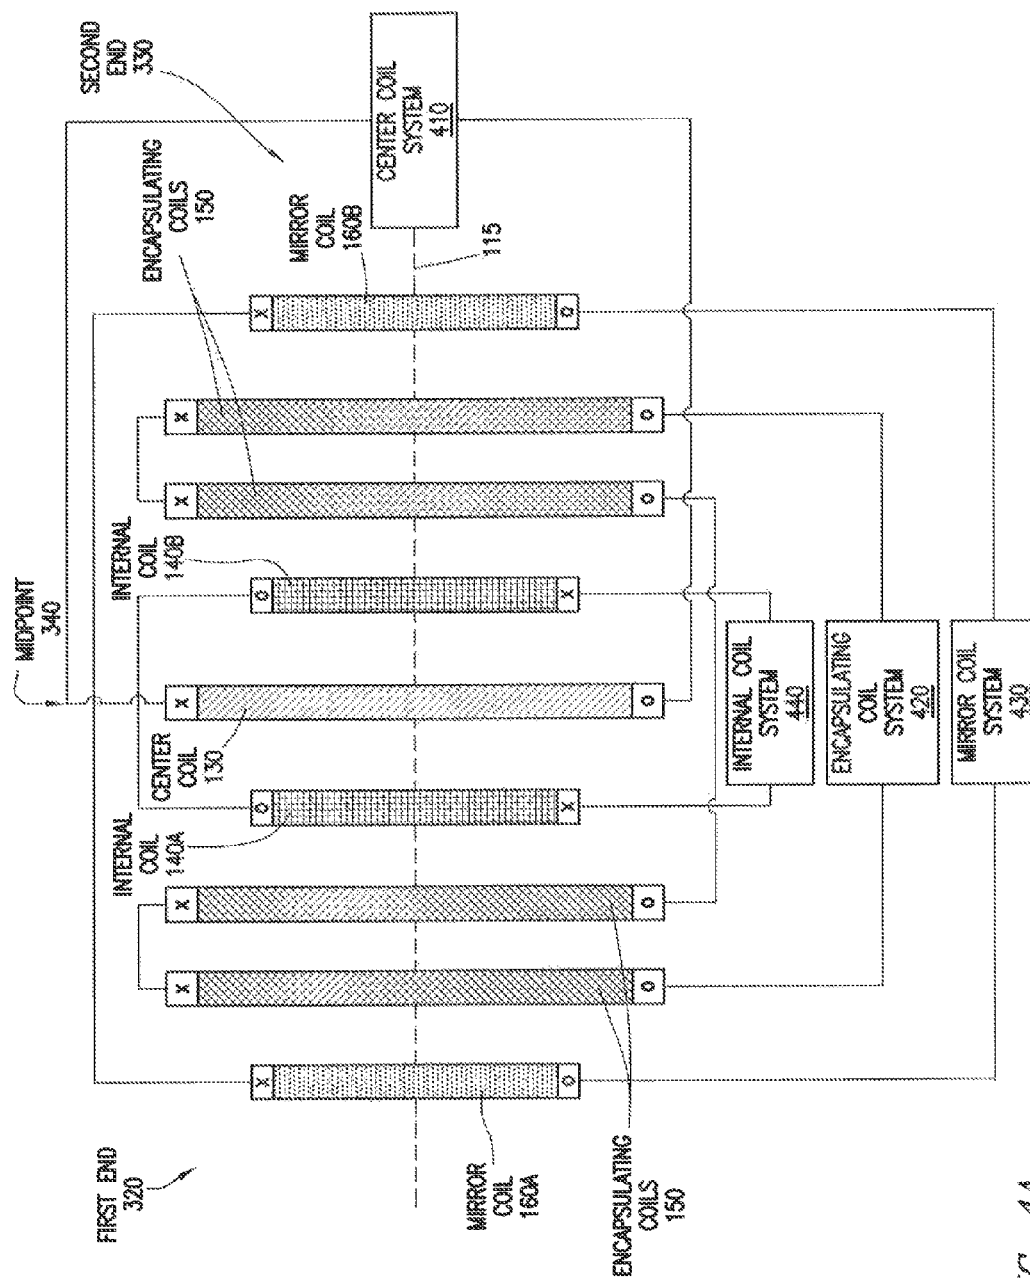 FIRST END
320
MIRROR
COIL
160A
ENCAPSULATING
COILS
150
INTERNAL
COIL
140A
CENTER
COIL
130
MIDPOINT
340
INTERNAL
COIL
140B
ENCAPSULATING
COILS
150
MIRROR
COIL
160B
SECOND
END
330
115
CENTER COIL
SYSTEM
410
INTERNAL COIL
SYSTEM
440
ENCAPSULATING
COIL
SYSTEM
420
MIRROR COIL
SYSTEM
430
X
X
X
O
X
O
X
X
X
O
O
O
X
O
X
O
O
O
4A